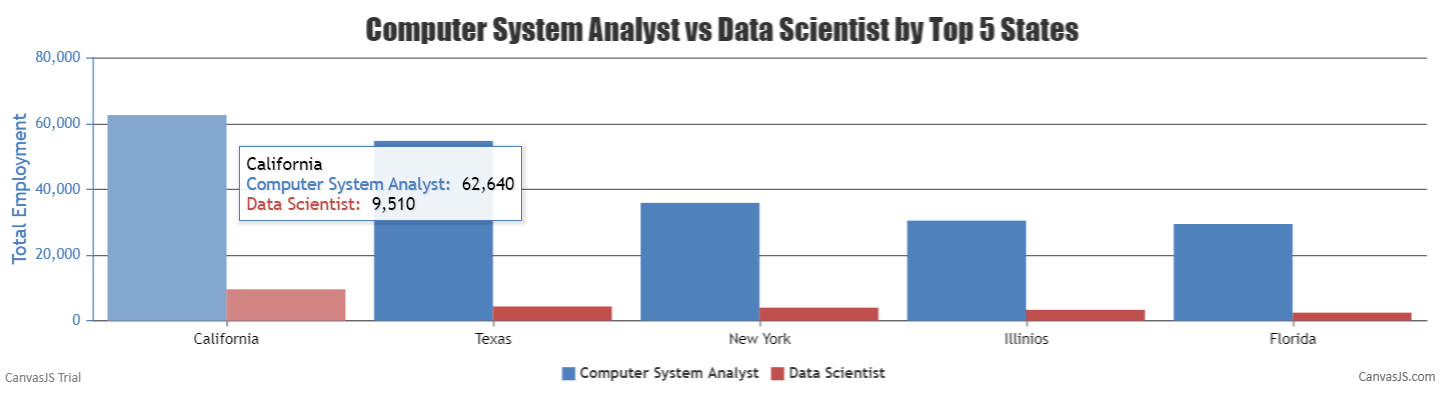 Computer System Analyst vs Data Scientist by Top 5 States
80,000
60,000
40,000
20,000
0
Total Employment
California
Computer System Analyst: 62,640
Data Scientist: 9,510
California Texas New York Illinios Florida
Computer System Analyst Data Scientist
CanvasJS Trial CanvasJS.com